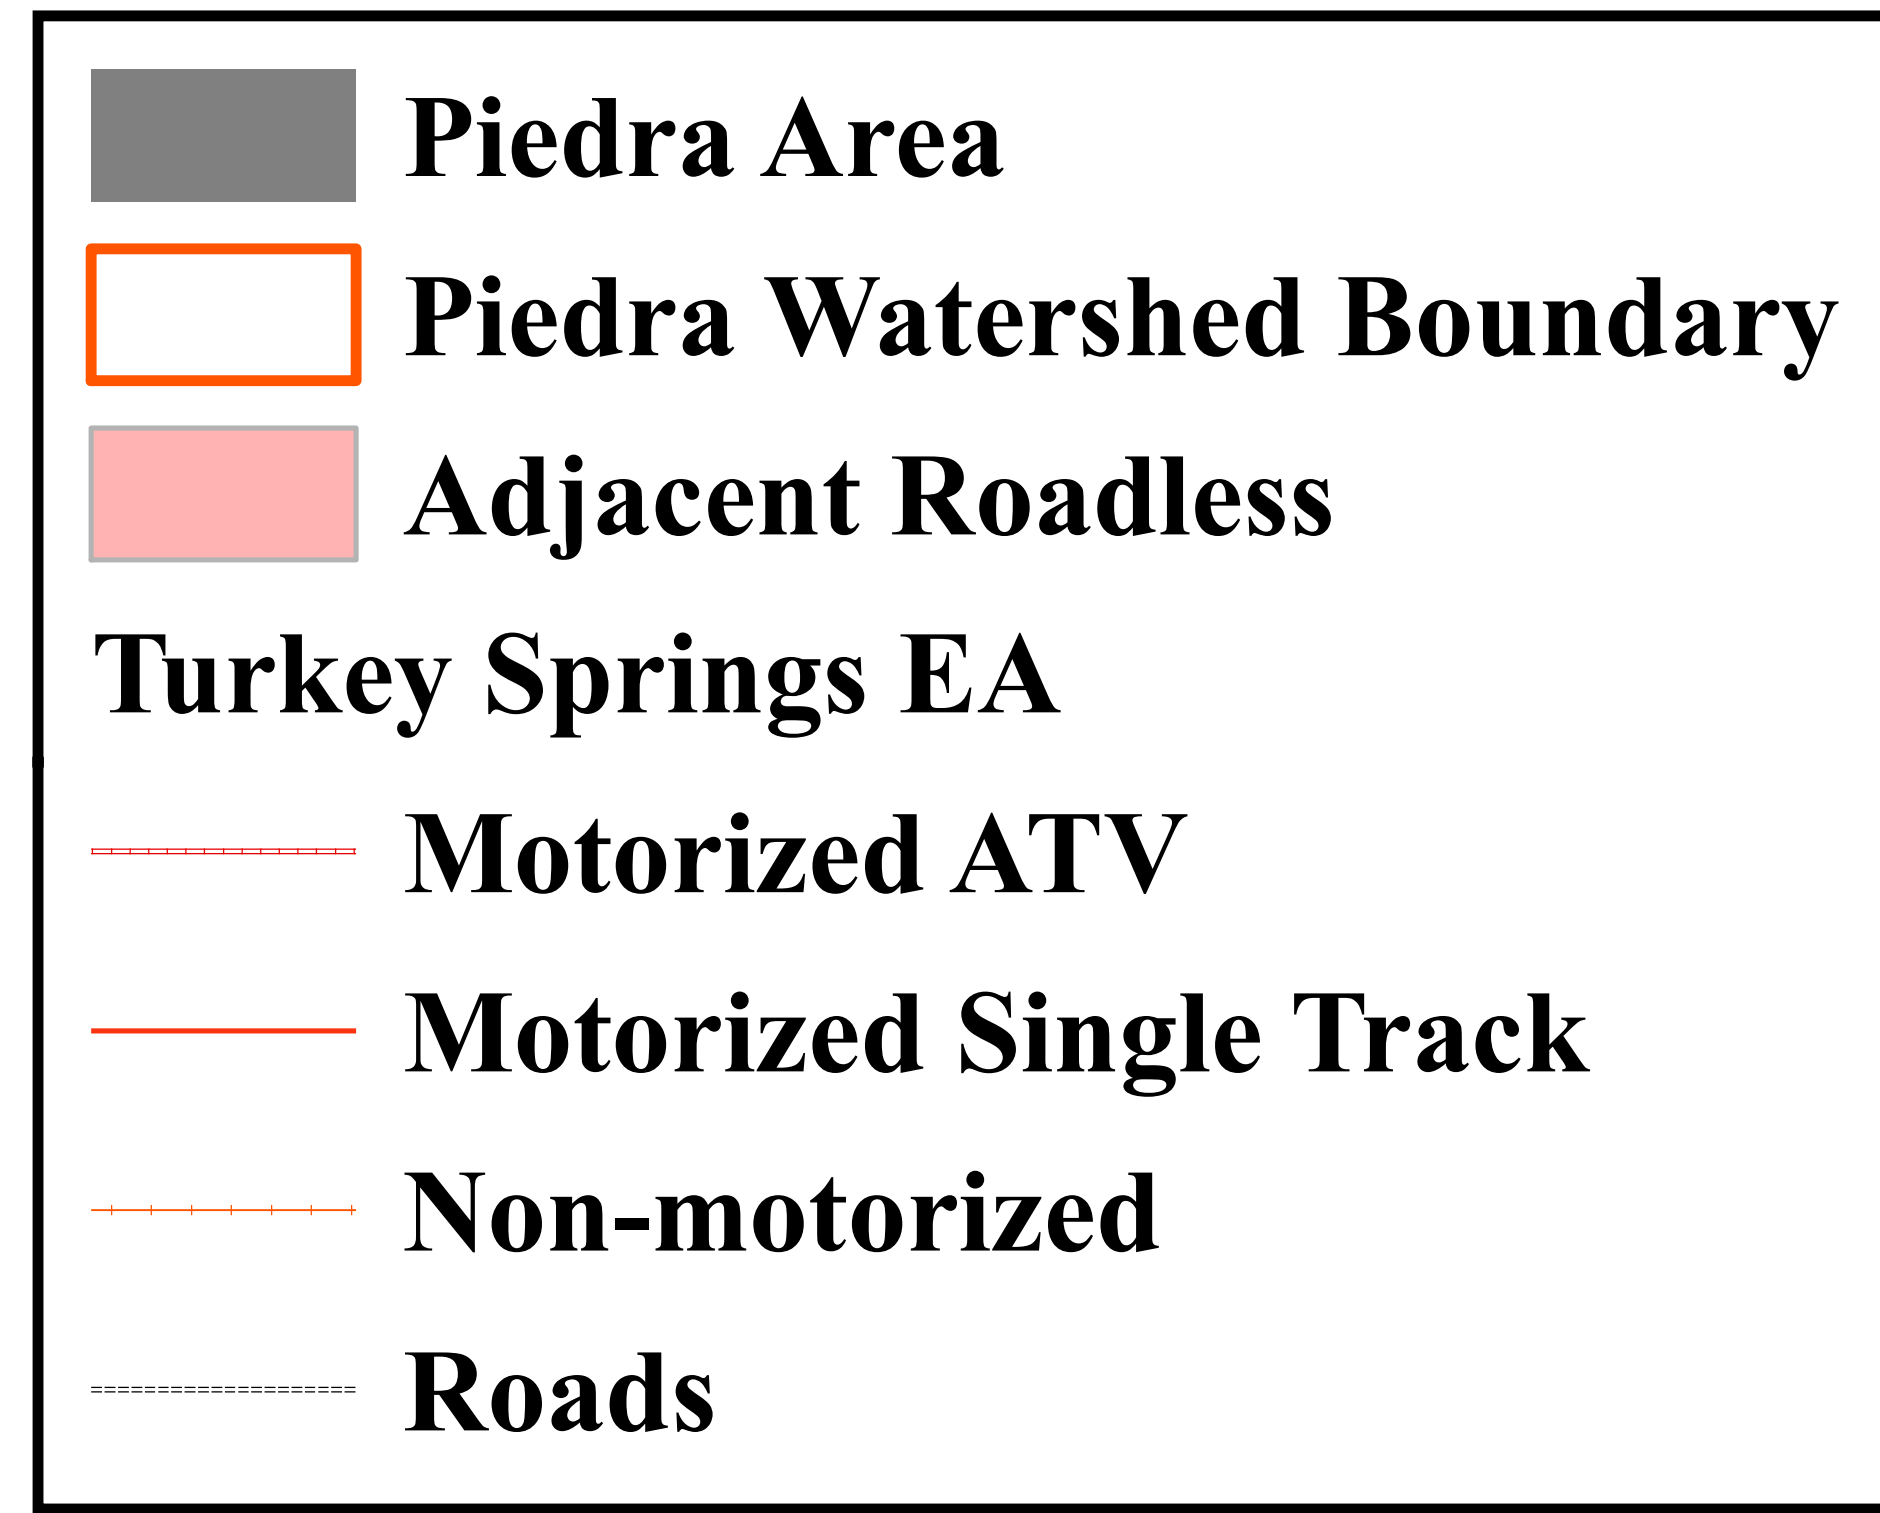 Piedra Area
Piedra Watershed Boundary
Adjacent Roadless
Turkey Springs EA
Motorized ATV
Motorized Single Track
Non-motorized
Roads